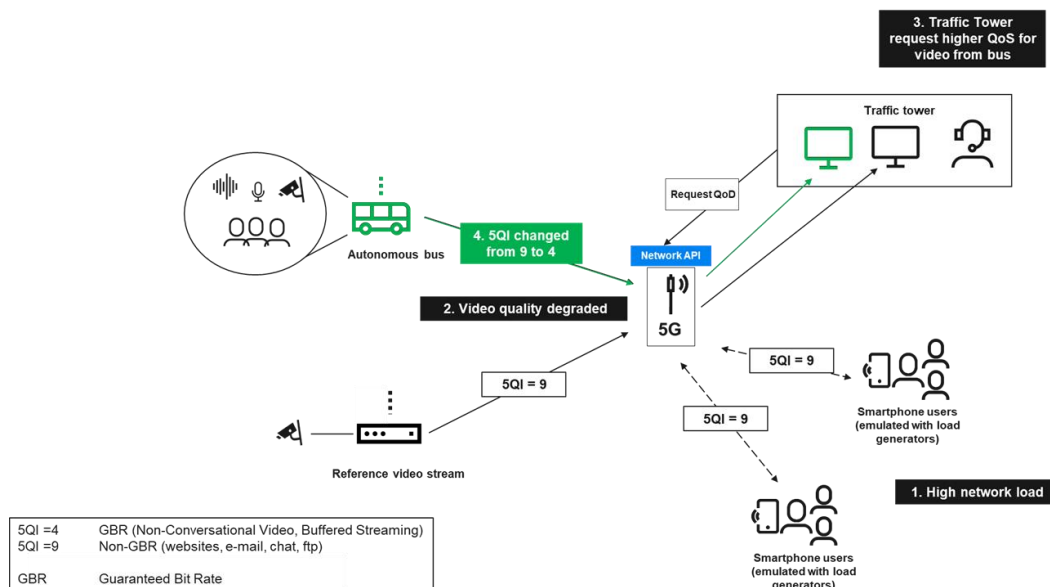 3. Traffic Tower
request higher QoS for
video from bus
Traffic tower
Request QoD
4. 5QI changed
from 9 to 4
Autonomous bus
Network API
2. Video quality degraded
5G
5QI = 9
5QI = 9
5QI = 9
Smartphone users
(emulated with load
generators)
Reference video stream
1. High network load
5QI =4 GBR (Non-Conversational Video, Buffered Streaming)
5QI =9 Non-GBR (websites, e-mail, chat, ftp)
GBR Guaranteed Bit Rate
Smartphone users
(emulated with load
generators)